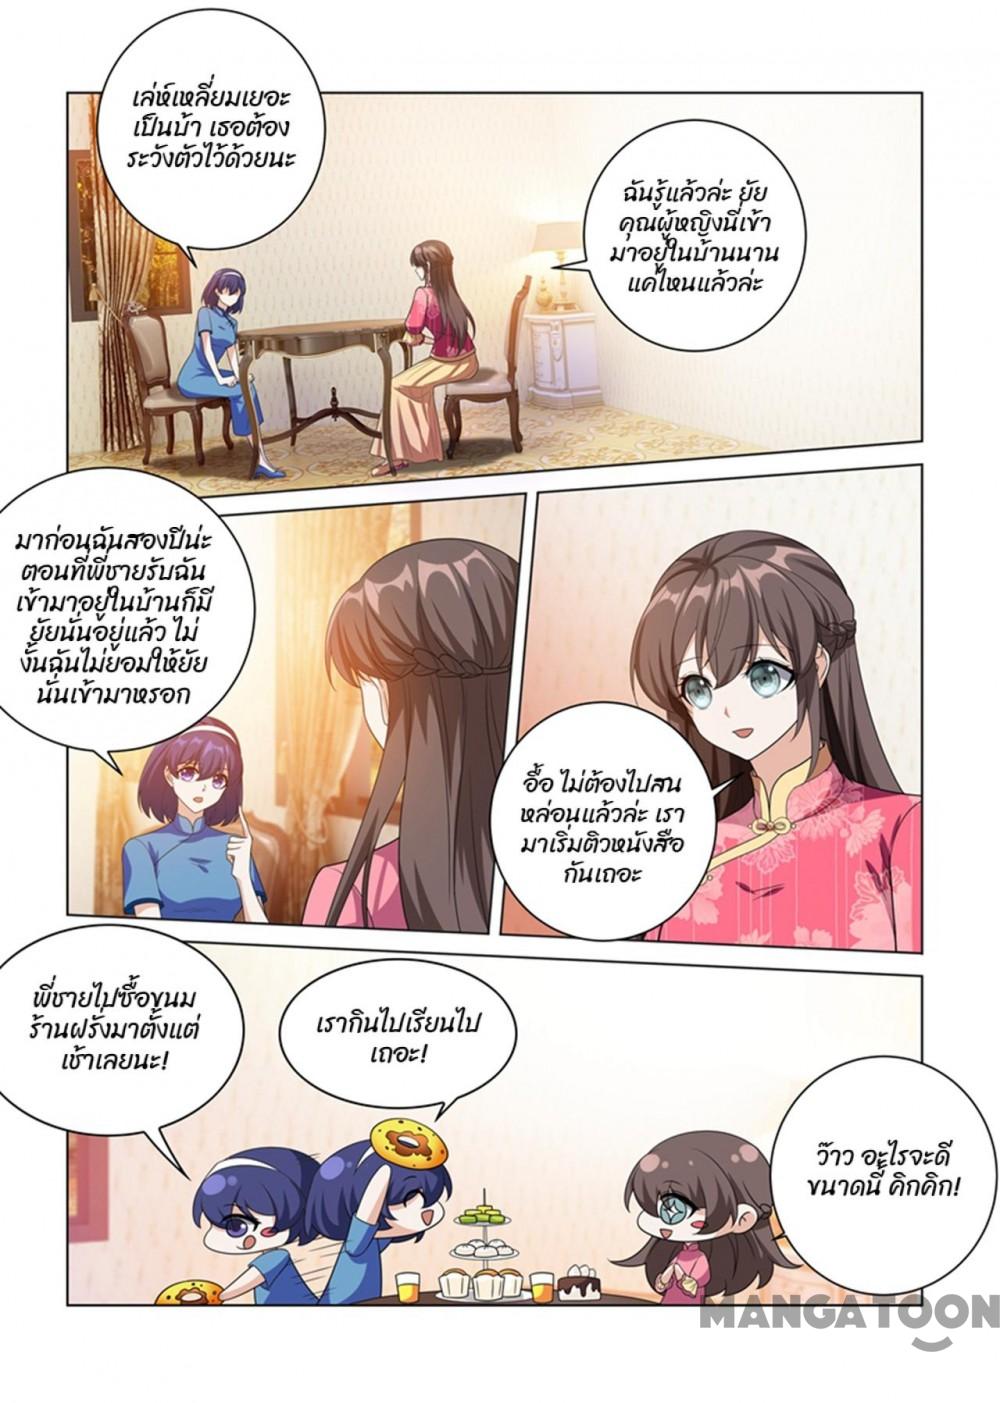 เล่ห์เหลี่ยมเยอะ
เป็นบ้า เธอต้อง
ระวังตัวไว้ด้วยนะ
ฉันรู้แล้วล่ะ ยัย
คุณผู้หญิงนี่เข้า
มาอยู่ในบ้านนาน
แค่ไหนแล้วล่ะ
มาก่อนฉันสองปีน่ะ
ตอนที่พี่ชายรับฉัน
เข้ามาอยู่ในบ้านก็มี
ยัยนั่นอยู่แล้ว ไม่
งั้นฉันไม่ยอมให้ยัย
นั่นเข้ามาหรอก
อื้อ ไม่ต้องไปสน
หล่อนแล้วล่ะ เรา
มาเริ่มติวหนังสือ
กันเถอะ
พี่ชายไปซื้อขนม
ร้านฝรั่งมาตั้งแต่
เช้าเลยนะ!
เรากินไปเรียนไป
เถอะ!
ว๊าว อะไรจะดี
ขนาดนี้ คิกคิก!
MANGATOON